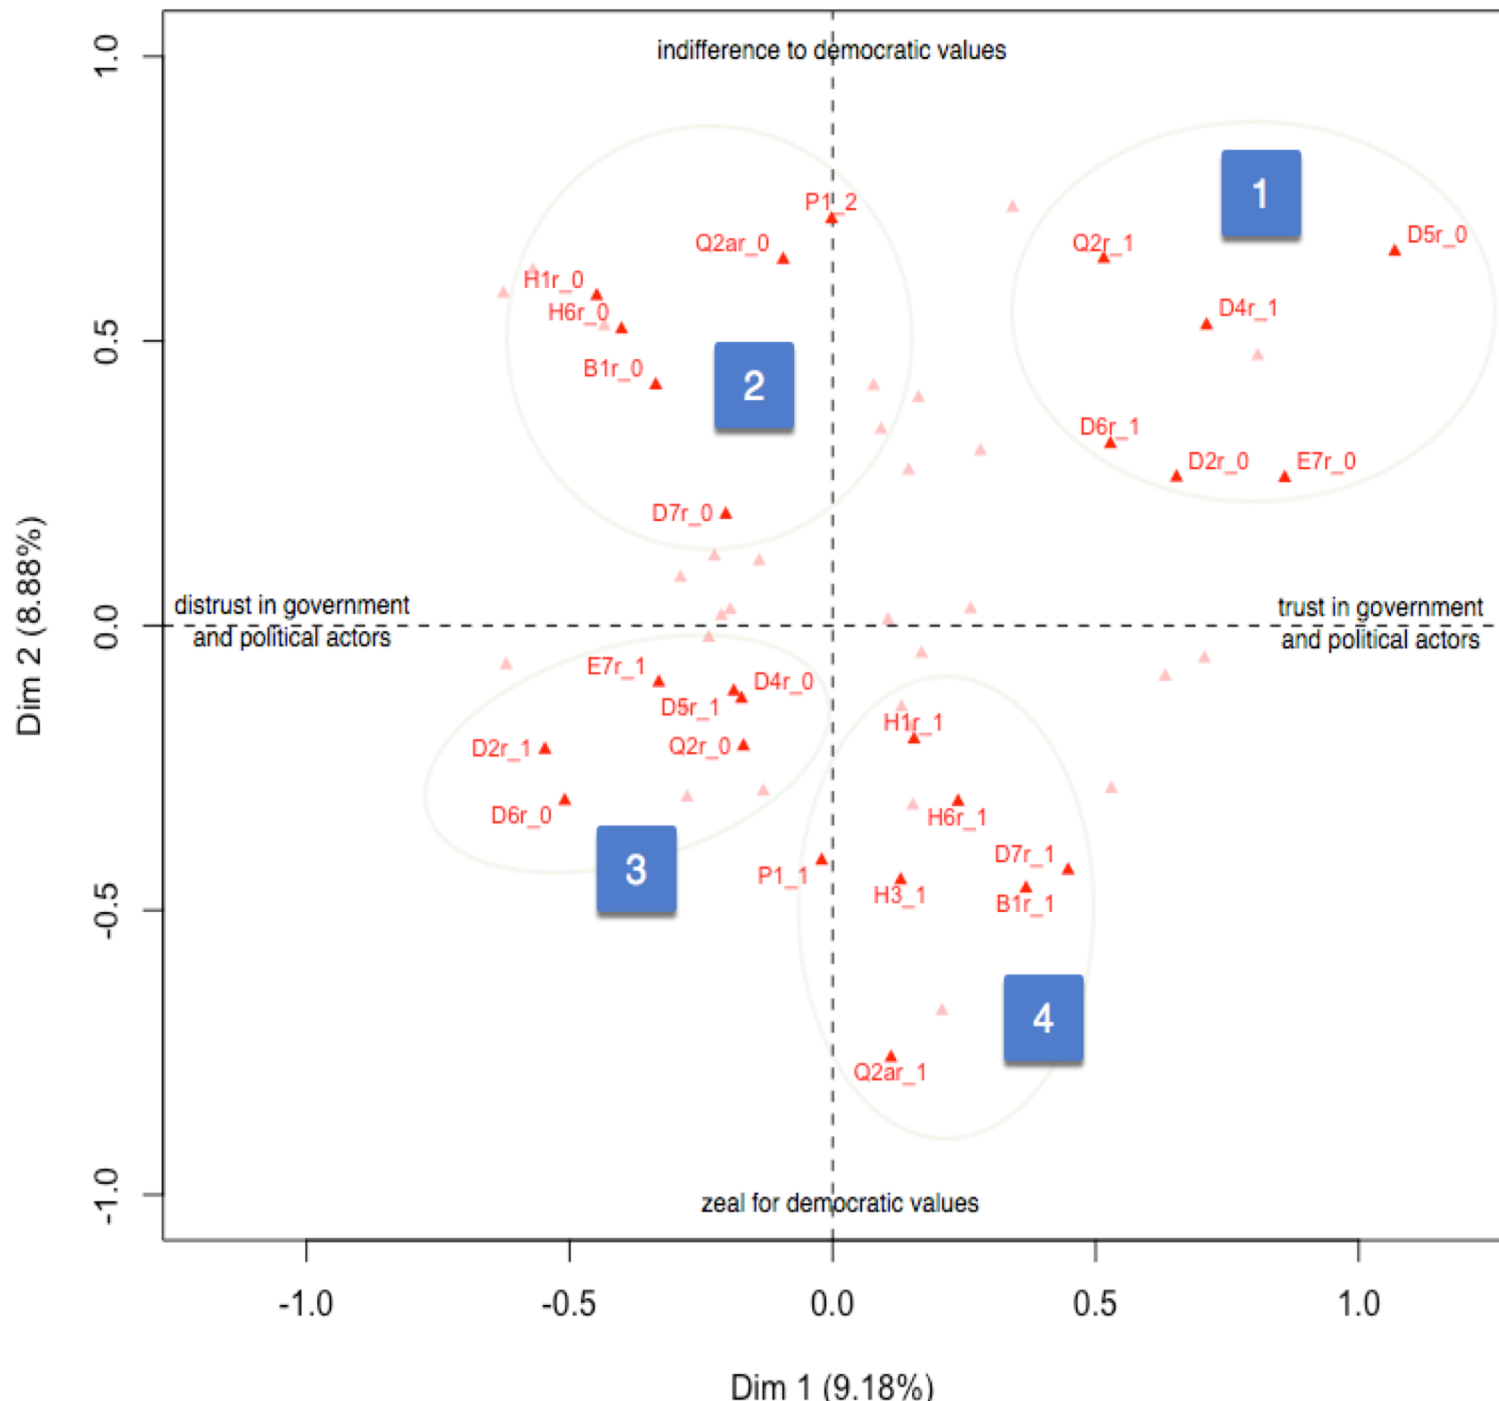 indifference to democratic values
1.0
1
P1_2
Q2ar_0
Q2r_1
D5r_0
H1r_0
H6r_0
D4r_1
0.5
B1r_0
2
D6r_1
D2r_0
E7r_0
D7r_0
Dim 2 (8.88%)
0.0
distrust in government
and political actors
trust in government
and political actors
E7r_1
D4r_0
D5r_1
H1r_1
D2r_1
Q2r_0
D6r_0
H6r_1
3
P1_1
D7r_1
H3_1
B1r_1
-0.5
4
Q2ar_1
-1.0
zeal for democratic values
-1.0
-0.5
0.0
0.5
1.0
Dim 1 (9.18%)